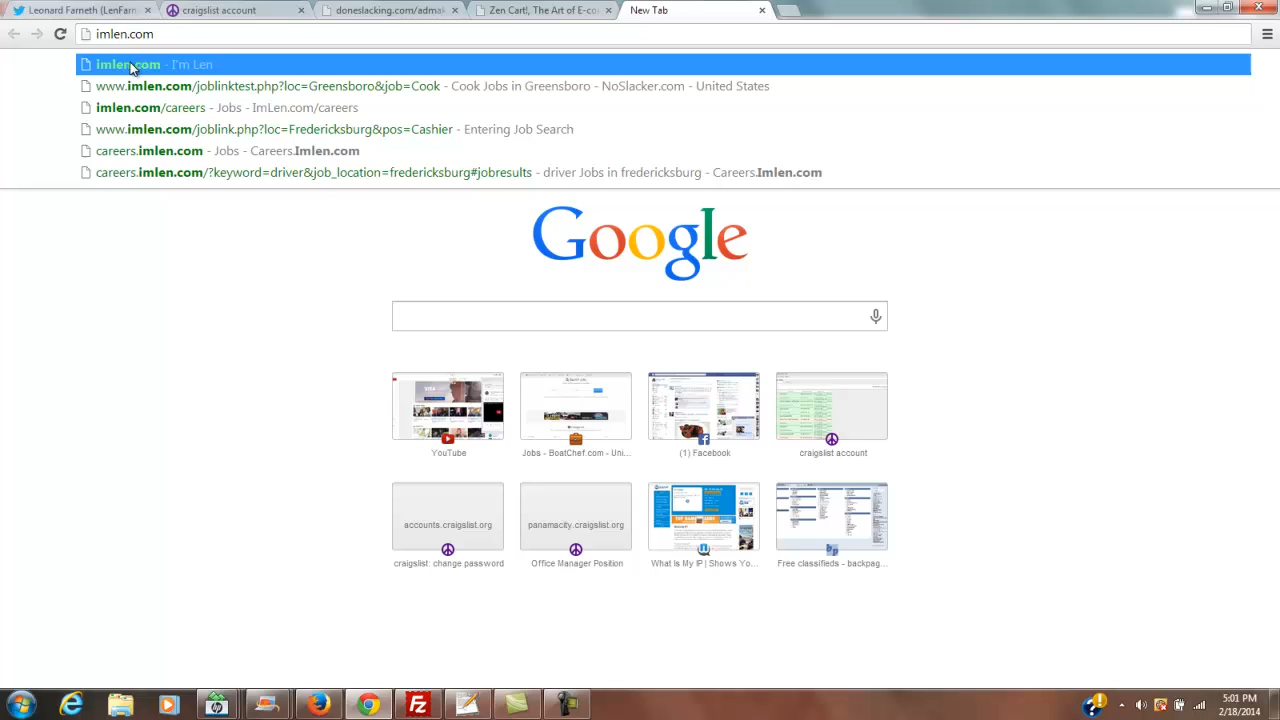 Leonard Farneth (LenFarn
craigslist account
doneslacking.com/admak
Zen Cart!, The Art of E-co
New Tab
imlen.com
imlen.com - I'm Len
www.imlen.com/joblinktest.php?loc=Greensboro&job=Cook - Cook Jobs in Greensboro - NoSlacker.com - United States
imlen.com/careers - Jobs - ImLen.com/careers
www.imlen.com/joblink.php?loc=Fredericksburg&pos=Cashier - Entering Job Search
careers.imlen.com - Jobs - Careers.Imlen.com
careers.imlen.com/?keyword=driver&job_location=fredericksburg#jobresults - driver Jobs in fredericksburg - Careers.Imlen.com
Google
YouTube
Jobs - BoatChef.com - Uni...
(1) Facebook
craigslist account
accounts.craigslist.org
panamacity.craigslist.org
craigslist: change password
Office Manager Position
What Is My IP | Shows Yo...
Free classifieds - backpag...
5:01 PM
2/18/2014